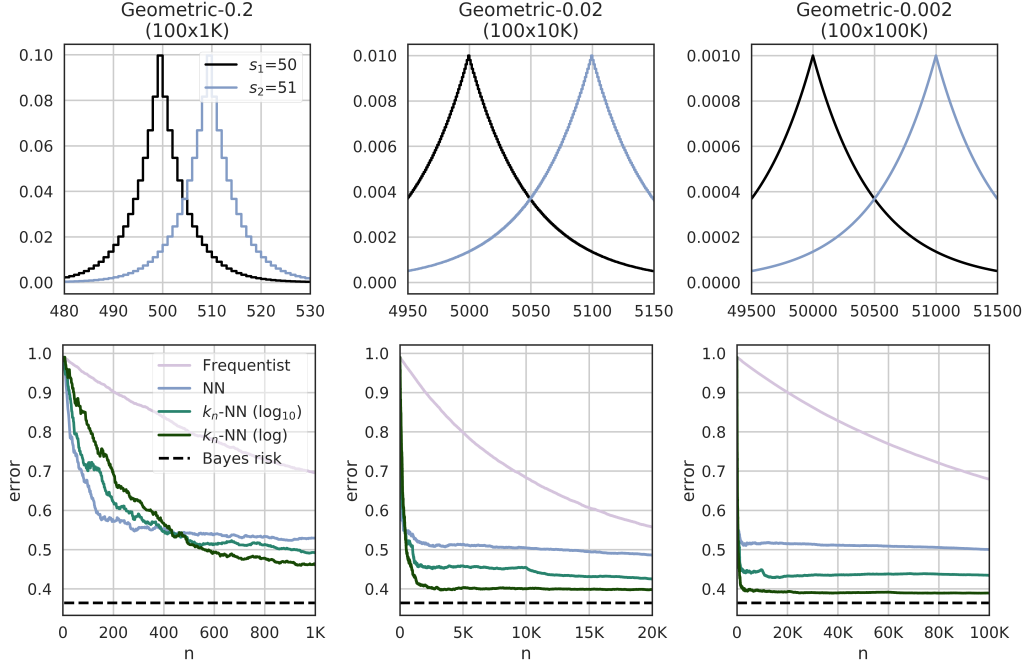 Geometric-0.2
(100x1K)
Geometric-0.02
(100x10K)
Geometric-0.002
(100x100K)
0.10
0.08
0.06
0.04
0.02
0.00
s₁=50
s₂=51
480 490 500 510 520 530
0.010
0.008
0.006
0.004
0.002
0.000
4950 5000 5050 5100 5150
0.0010
0.0008
0.0006
0.0004
0.0002
0.0000
49500 50000 50500 51000 51500
error
1.0
0.9
0.8
0.7
0.6
0.5
0.4
Frequentist
NN
kₙ-NN (log₁₀)
kₙ-NN (log)
Bayes risk
0 200 400 600 800 1K
n
error
1.0
0.9
0.8
0.7
0.6
0.5
0.4
0 5K 10K 15K 20K
n
error
1.0
0.9
0.8
0.7
0.6
0.5
0.4
0 20K 40K 60K 80K 100K
n